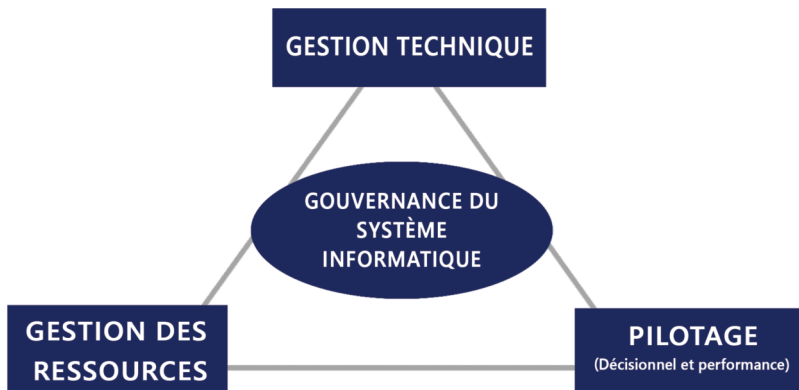 GESTION TECHNIQUE
GOUVERNANCE DU
SYSTÈME
INFORMATIQUE
GESTION DES
RESSOURCES
PILOTAGE
(Décisionnel et performance)